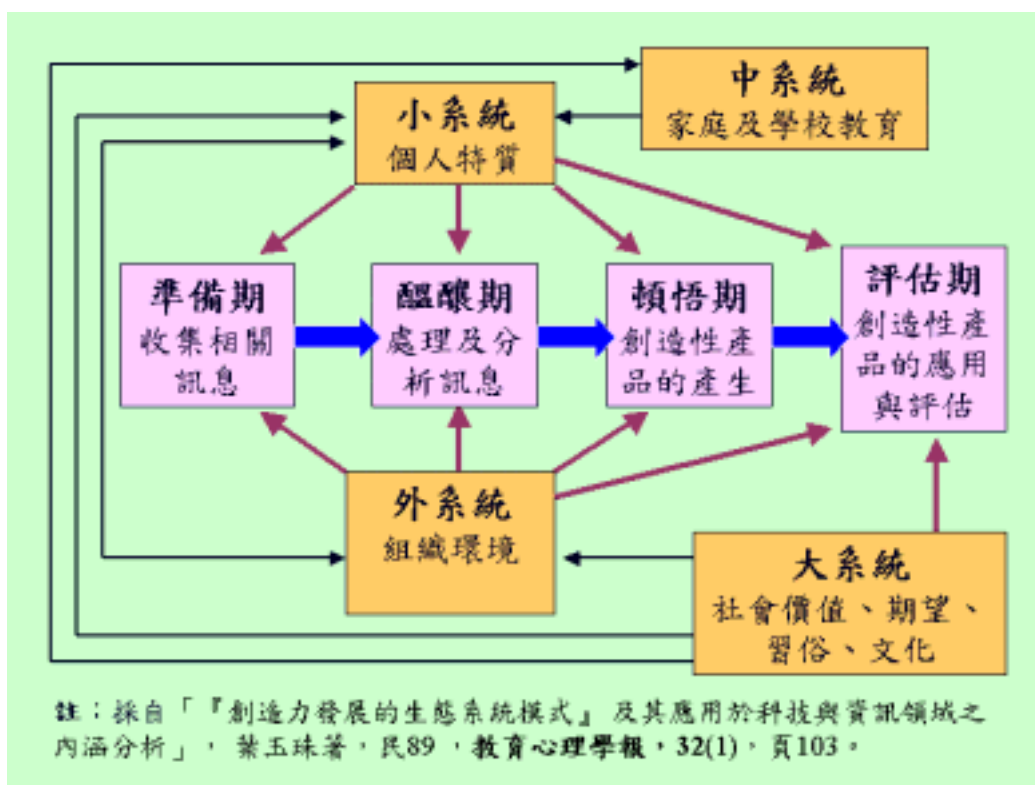 中系統
家庭及學校教育
小系統
個人特質
準備期
收集相關
訊息
醞釀期
處理及分
析訊息
頓悟期
創造性產
品的產生
評估期
創造性產
品的應用
與評估
外系統
組織環境
大系統
社會價值、期望、
習俗、文化
註：採自「『創造力發展的生態系統模式』及其應用於科技與資訊領域之
內涵分析」，葉玉珠著，民89，教育心理學報，32(1)，頁103。